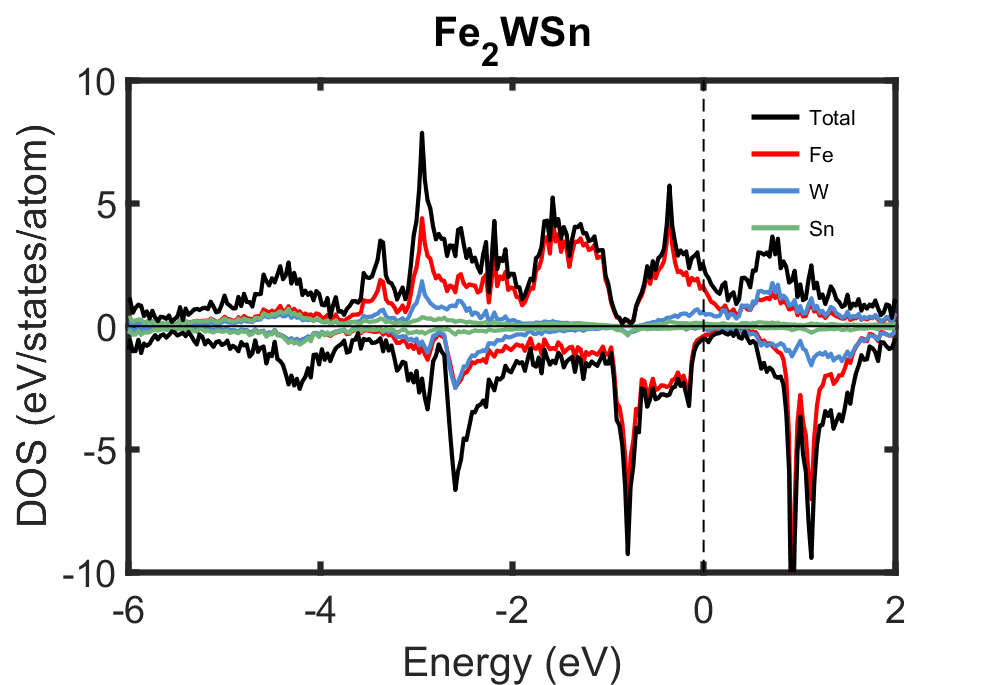 Fe₂WSn
10
5
0
-5
-10
DOS (eV/states/atom)
Total
Fe
W
Sn
0
-6
-4
-2
0
2
Energy (eV)